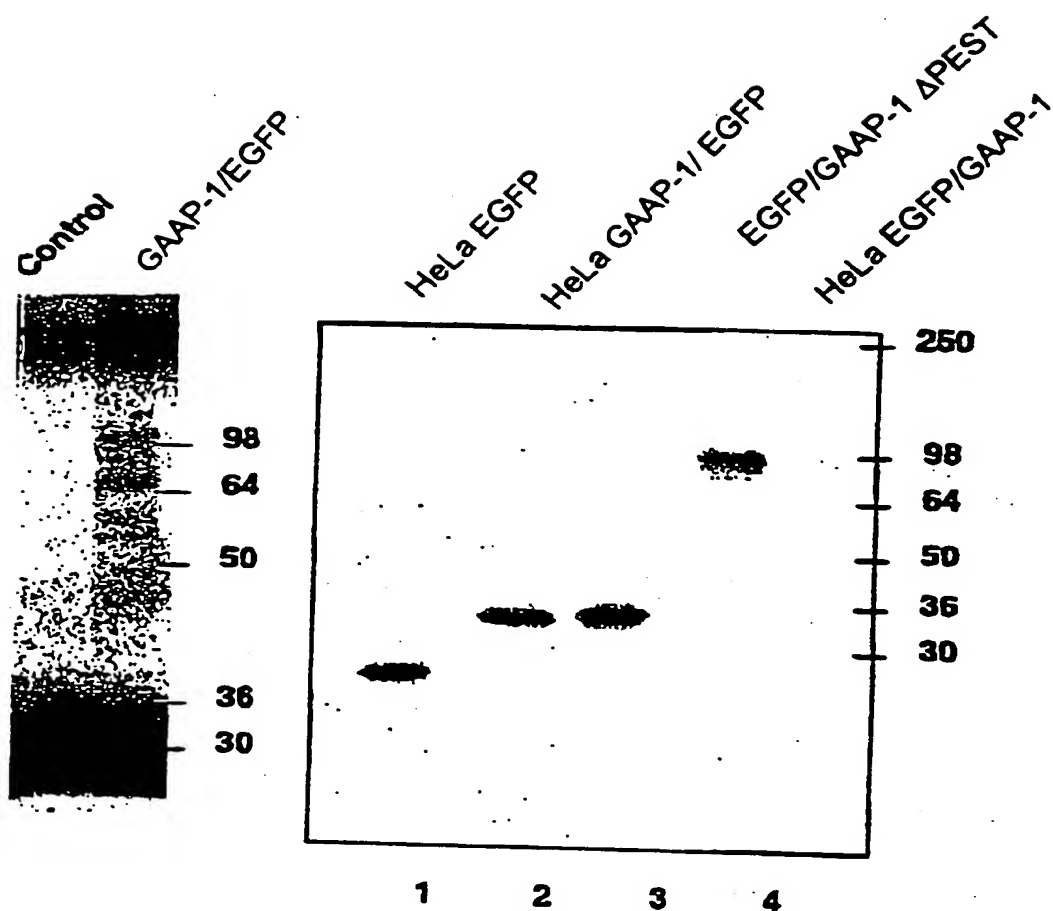 Control
GAAP-1/EGFP
98
64
50
36
30
HeLa EGFP
HeLa GAAP-1/ EGFP
EGFP/GAAP-1 ΔPEST
HeLa EGFP/GAAP-1
250
98
64
50
36
30
1 2 3 4